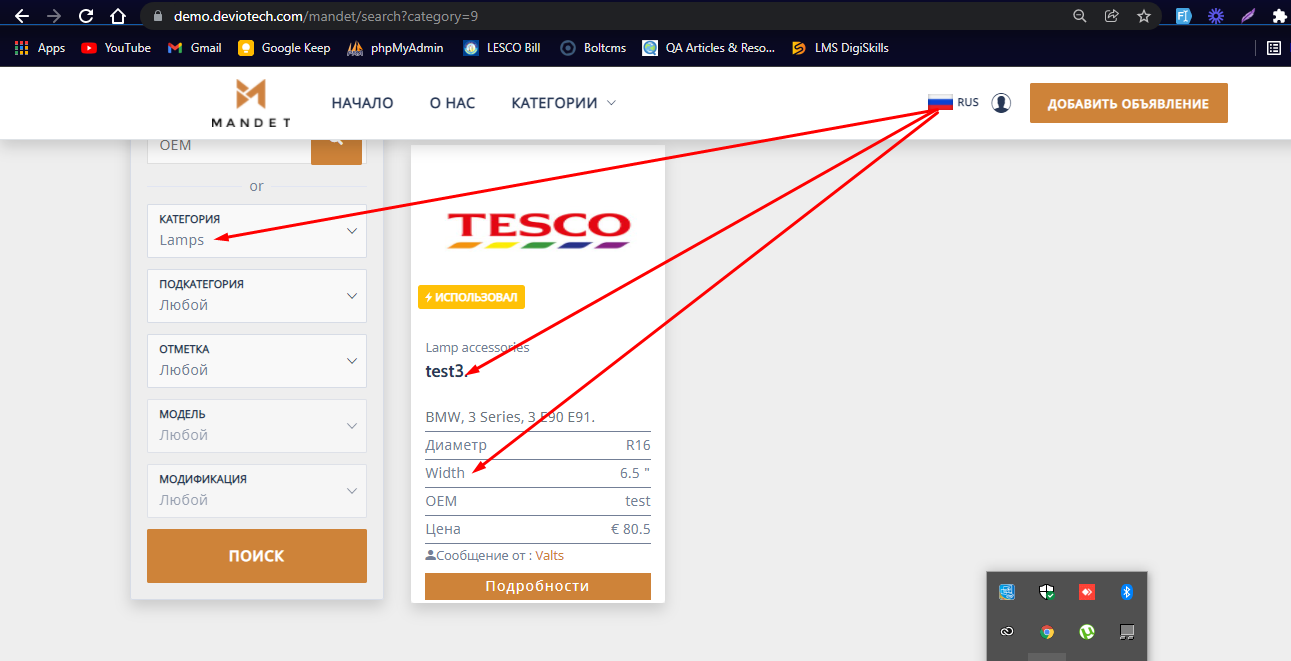 demo.deviotech.com/mandet/search?category=9
Apps YouTube Gmail Google Keep phpMyAdmin LESCO Bill Boltcms QA Articles & Reso... LMS DigiSkills
MANDET
НАЧАЛО О НАС КАТЕГОРИИ
RUS
ДОБАВИТЬ ОБЪЯВЛЕНИЕ
OEM
or
КАТЕГОРИЯ
Lamps
ПОДКАТЕГОРИЯ
Любой
ОТМЕТКА
Любой
МОДЕЛЬ
Любой
МОДИФИКАЦИЯ
Любой
ПОИСК
TESCO
ИСПОЛЬЗОВАЛ
Lamp accessories
test3.
BMW, 3 Series, 3 E90 E91.
Диаметр R16
Width 6.5 "
OEM test
Цена € 80.5
Сообщение от : Valts
Подробности